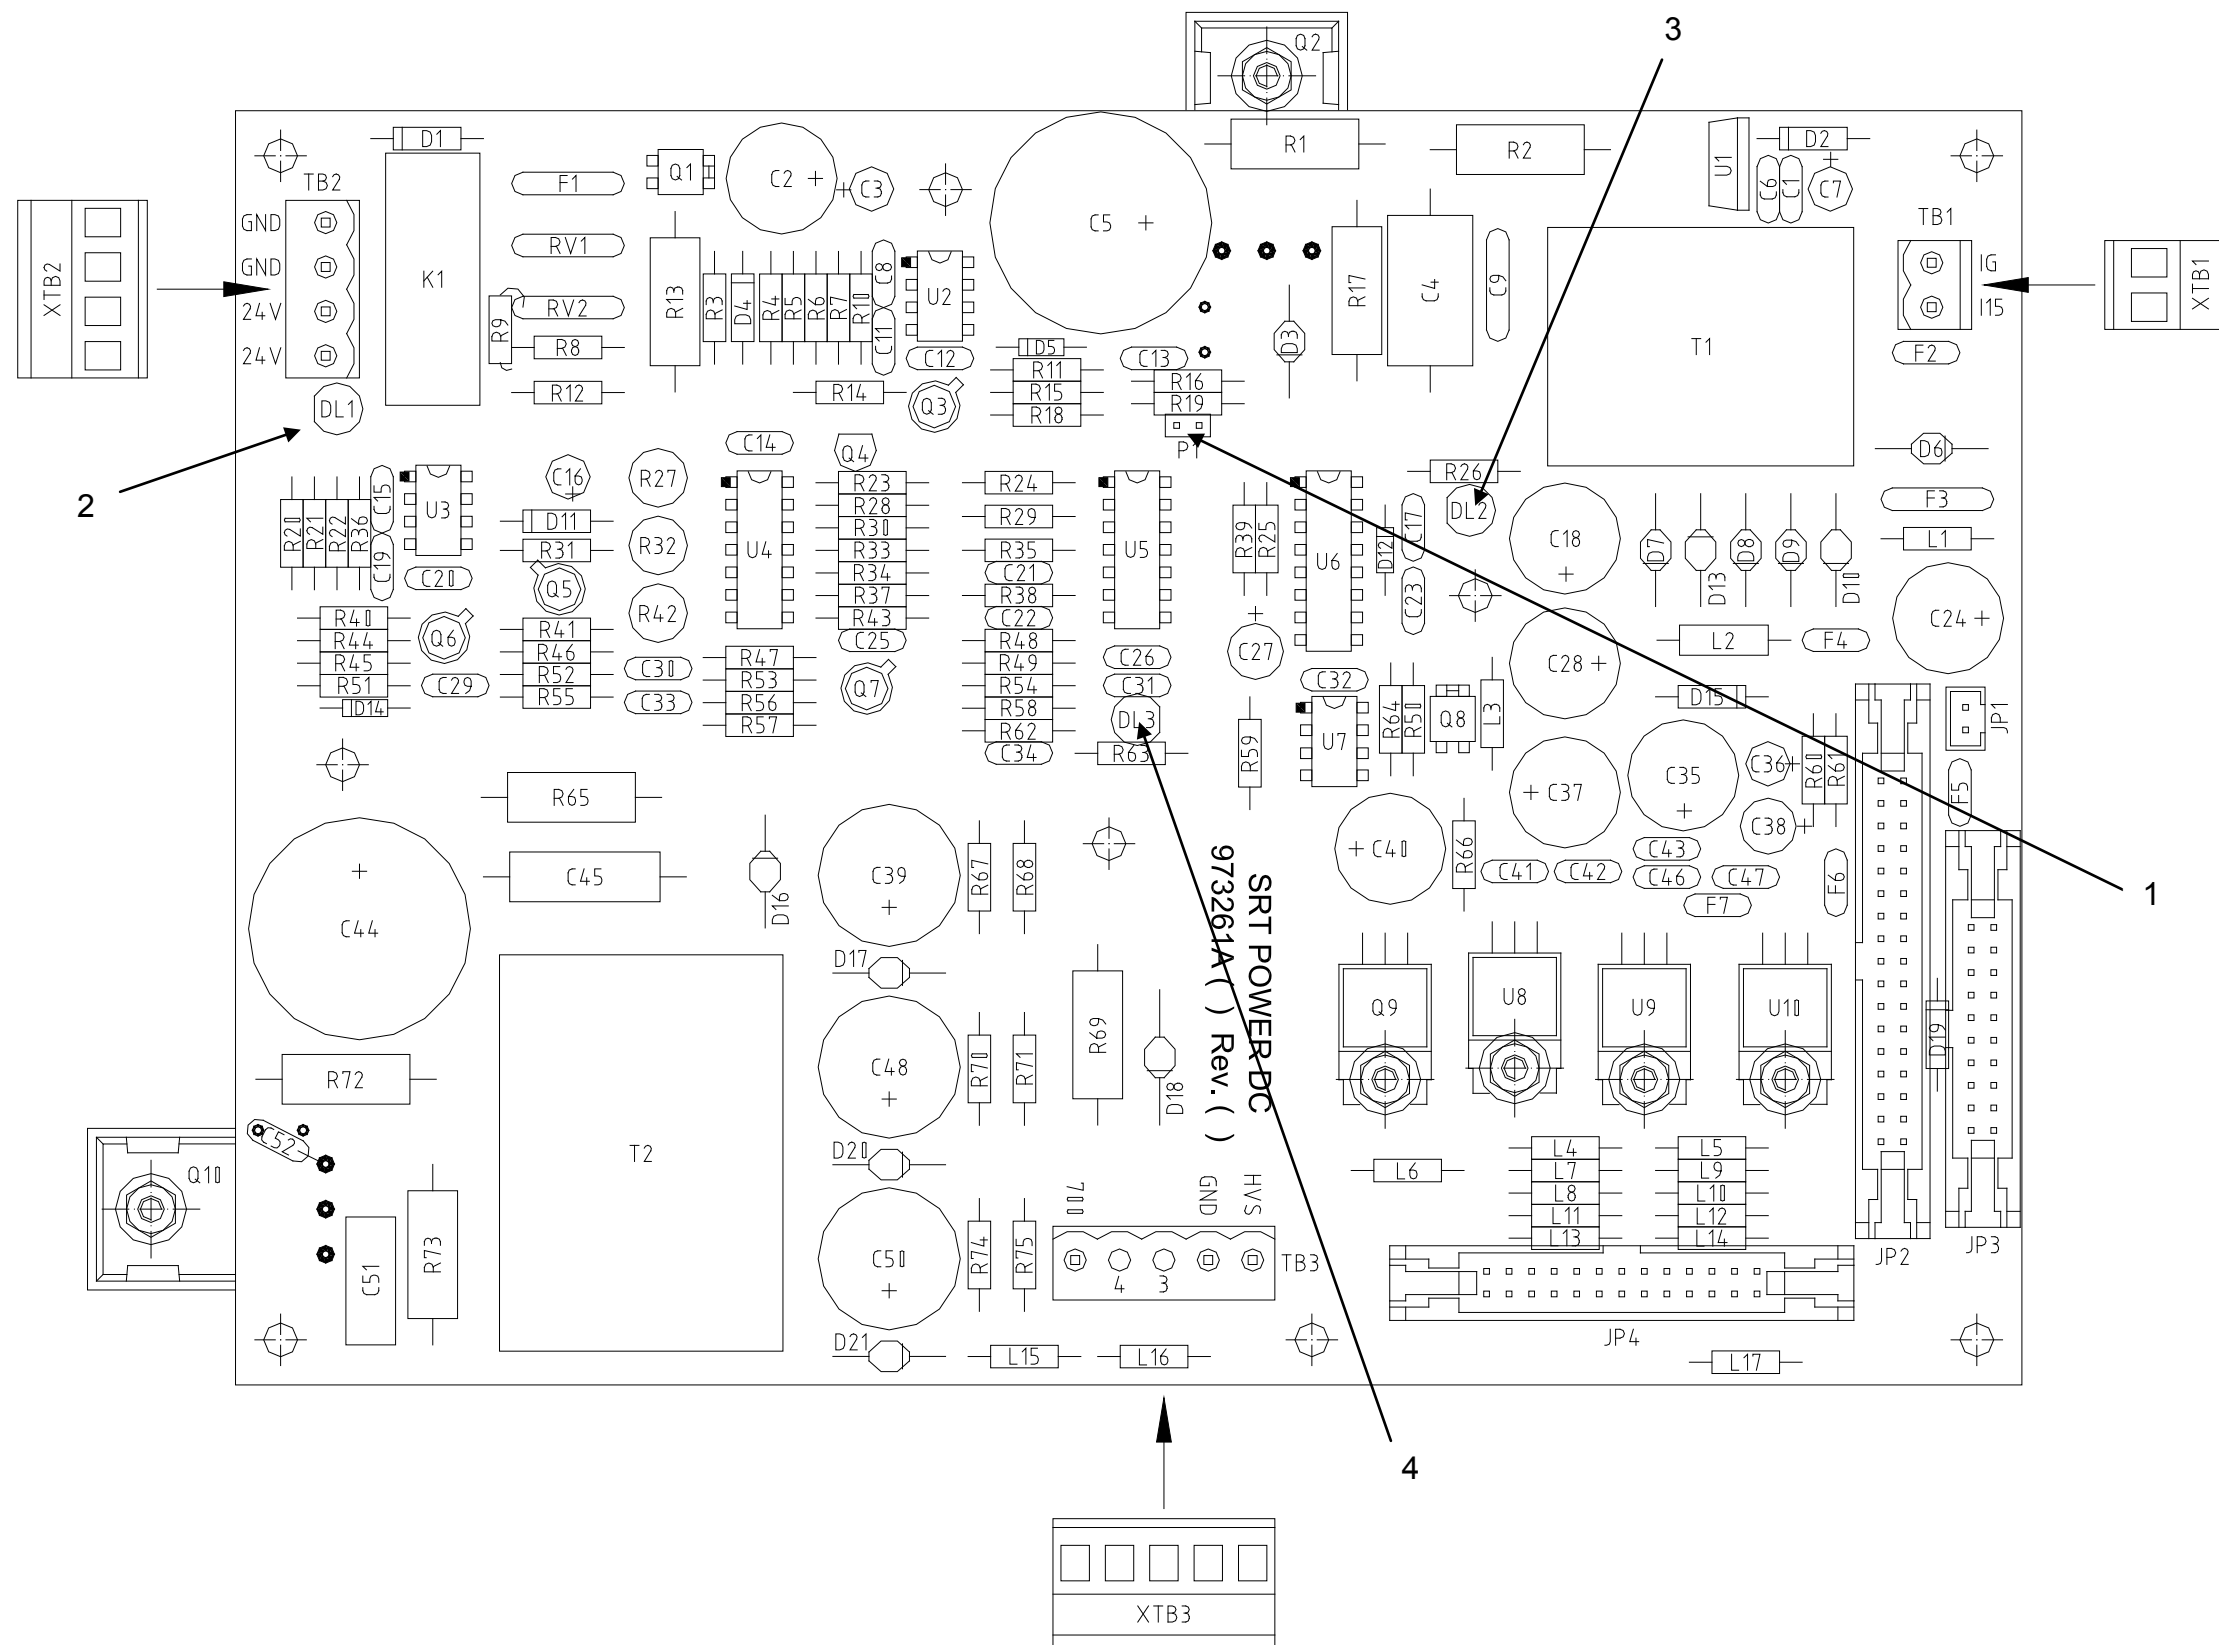 3
Q2
D1
R1
R2
U1
D2
TB2
F1
Q1
C2 +
+ C3
C6
C1
+ C7
GND
GND
24V
24V
XTB2
K1
RV1
RV2
R9
R8
R12
R13
R3
D4
R4
R5
R6
R7
R10
C8
C11
U2
C12
C5 +
D3
R17
C4
C9
T1
TB1
IG
I15
XTB1
F2
DL1
R14
Q3
D5
R11
R15
R18
C13
R16
R19
P1
D6
2
C14
Q4
R26
DL2
F3
L1
R20
R21
R22
R36
C15
C19
U3
C20
C16
+
D11
R31
Q5
R27
R32
R42
U4
R23
R28
R30
R33
R34
R37
R43
C25
R24
R29
R35
C21
R38
C22
R48
R49
R54
R58
R62
C34
U5
C26
C31
DL3
R63
R39
R25
+
C27
U6
D12
C17
C23
C18
+
D7
D13
D8
D9
D10
C24 +
R40
R44
R45
R51
D14
Q6
C29
R41
R46
R52
R55
C30
C33
R47
R53
R56
R57
Q7
C32
R59
U7
R64
R50
Q8
L3
C28 +
L2
F4
D15
+ C37
C35
+
C36 +
C38 +
R60
R61
JP1
F5
R65
C45
+
C44
D16
C39
+
R67
R68
SRT POWER DC
973261A ( ) Rev. ( )
+ C40
R66
C41
C42
C43
C46
C47
F7
F6
1
D17
T2
C48
+
R70
R71
R69
D18
Q9
U8
U9
U10
D19
R72
C52
Q10
C51
R73
D20
C50
+
D21
R74
R75
700
GND
HVS
4
3
TB3
L6
L4
L7
L8
L11
L13
L5
L9
L10
L12
L14
JP2
JP3
JP4
L15
L16
L17
4
XTB3